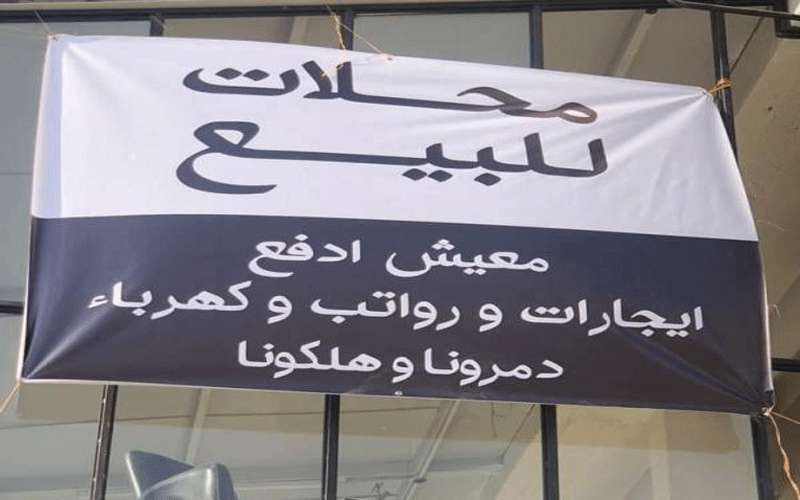 محلات
للبيع
معيش ادفع
ايجارات و رواتب و كهرباء
دمرونا و هلكونا